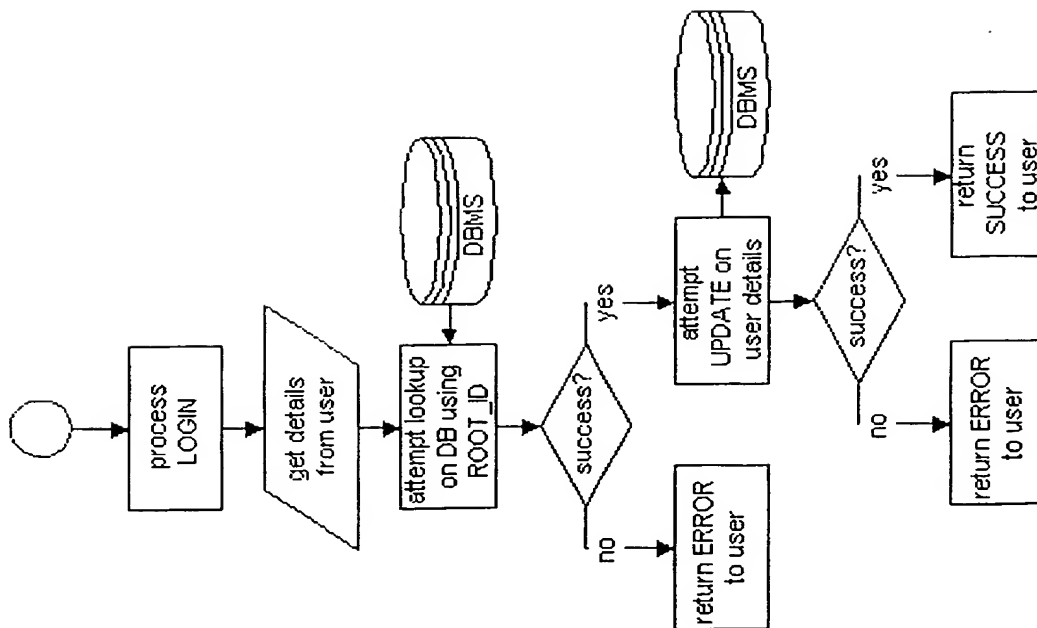 process
LOGIN
get details
from user
attempt lookup
on DB using
ROOT_ID
DBMS
success?
no
yes
return ERROR
to user
attempt
UPDATE on
user details
DBMS
success?
no
yes
return ERROR
to user
return
SUCCESS
to user